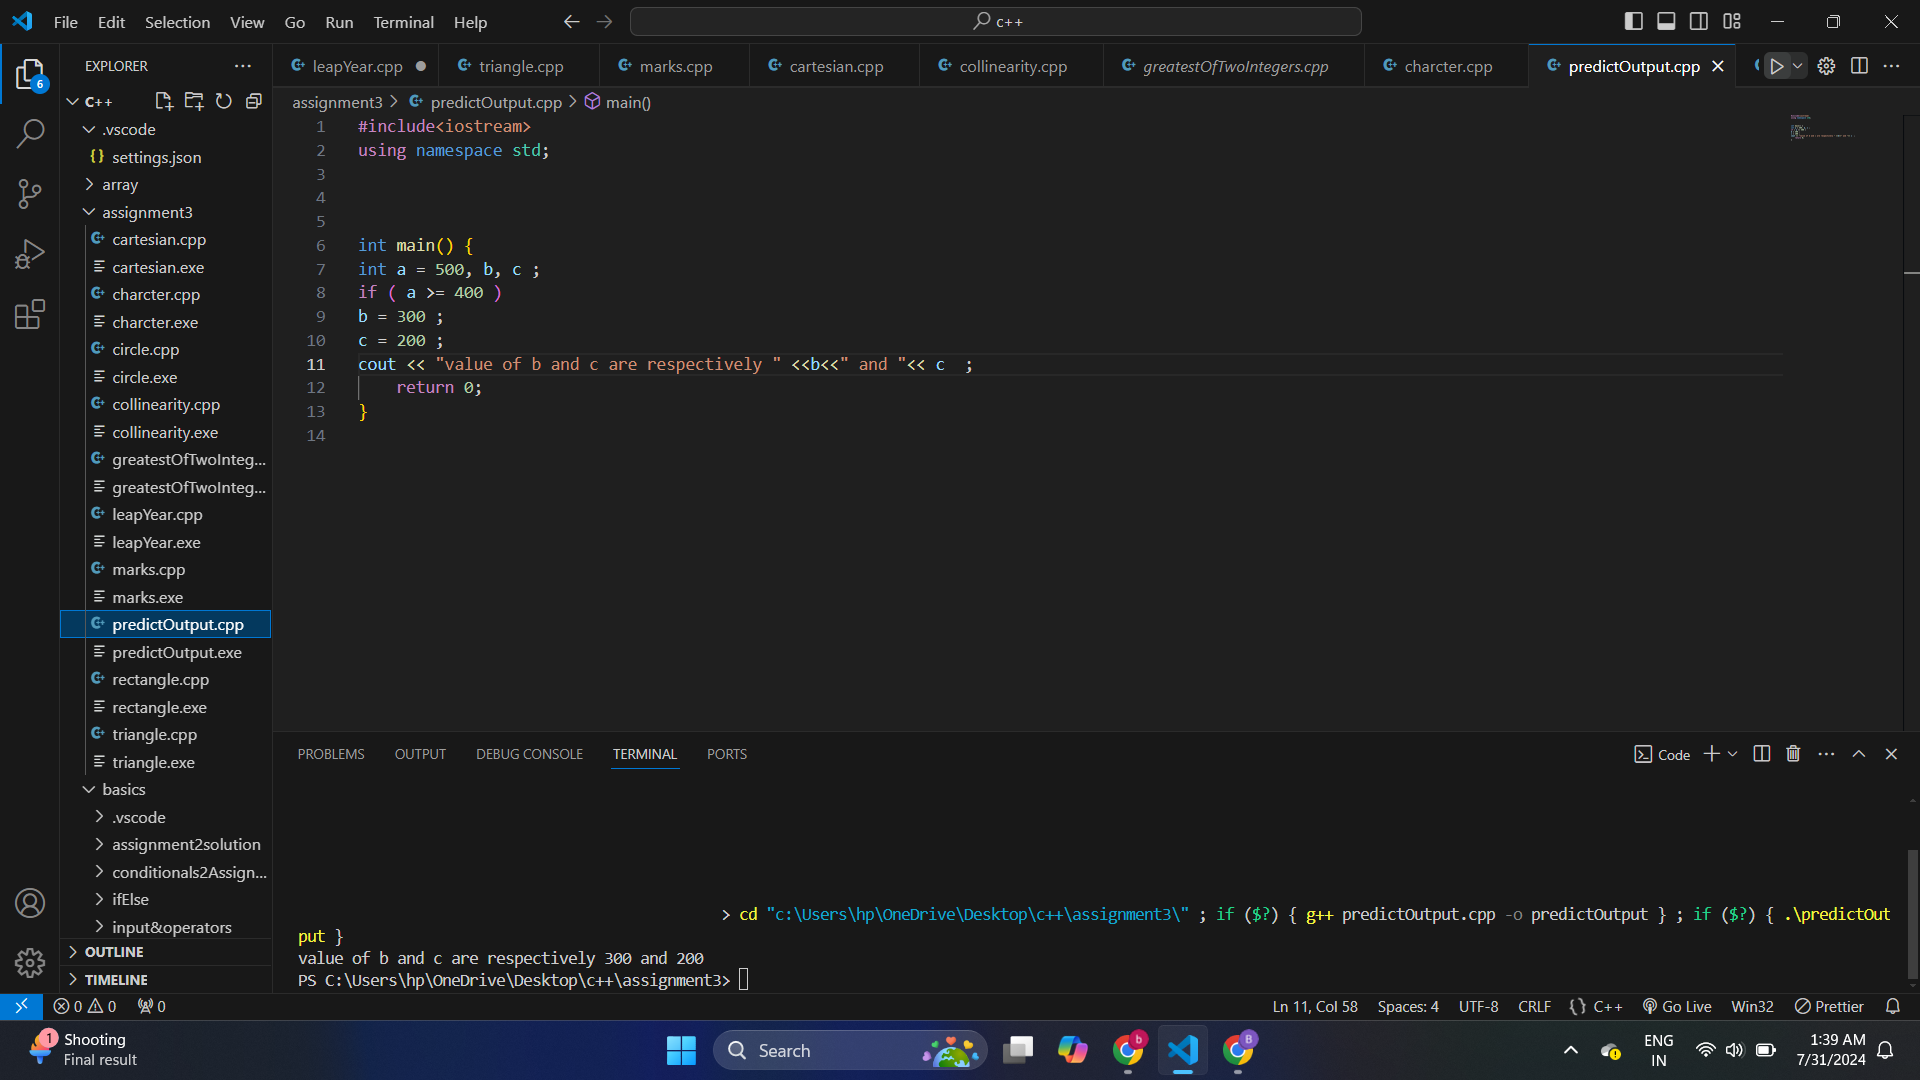 File Edit Selection View Go Run Terminal Help
c++
EXPLORER
leapYear.cpp triangle.cpp marks.cpp cartesian.cpp collinearity.cpp greatestOfTwoIntegers.cpp charcter.cpp predictOutput.cpp
6
C++
assignment3 > predictOutput.cpp > main()
.vscode
settings.json
array
assignment3
cartesian.cpp
cartesian.exe
charcter.cpp
charcter.exe
circle.cpp
circle.exe
collinearity.cpp
collinearity.exe
greatestOfTwoInteg...
greatestOfTwoInteg...
leapYear.cpp
leapYear.exe
marks.cpp
marks.exe
predictOutput.cpp
predictOutput.exe
rectangle.cpp
rectangle.exe
triangle.cpp
triangle.exe
basics
.vscode
assignment2solution
conditionals2Assign...
ifElse
input&operators
OUTLINE
TIMELINE
1 #include<iostream>
2 using namespace std;
3
4
5
6 int main() {
7 int a = 500, b, c ;
8 if ( a >= 400 )
9 b = 300 ;
10 c = 200 ;
11 cout << "value of b and c are respectively " <<b<<" and "<< c  ;
12     return 0;
13 }
14
PROBLEMS OUTPUT DEBUG CONSOLE TERMINAL PORTS
Code
> cd "c:\Users\hp\OneDrive\Desktop\c++\assignment3\" ; if ($?) { g++ predictOutput.cpp -o predictOutput } ; if ($?) { .\predictOut
put }
value of b and c are respectively 300 and 200
PS C:\Users\hp\OneDrive\Desktop\c++\assignment3>
0 0 0
Ln 11, Col 58 Spaces: 4 UTF-8 CRLF {} C++ Go Live Win32 Prettier
1
Shooting
Final result
Search
b
B
ENG
IN
1:39 AM
7/31/2024